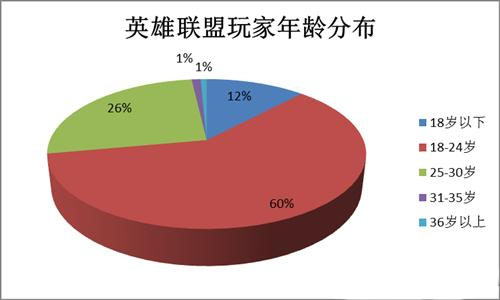 英雄联盟玩家年龄分布
1%
1%
12%
26%
60%
18岁以下
18-24岁
25-30岁
31-35岁
36岁以上